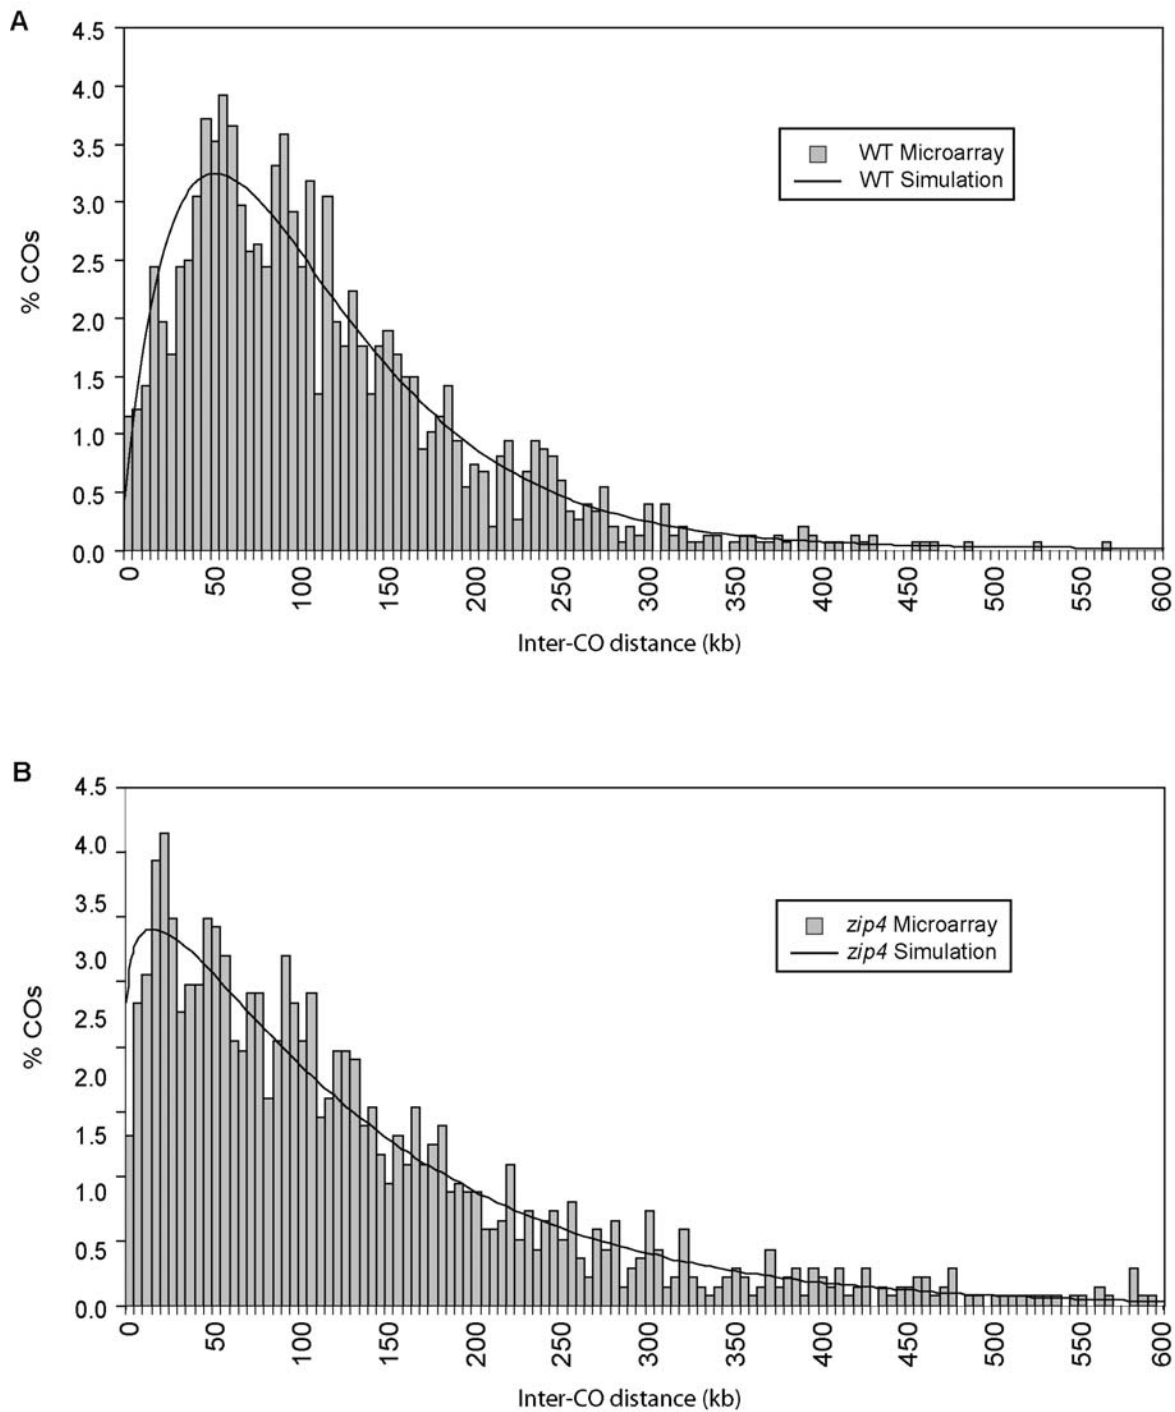 A
4.5
4.0
3.5
3.0
2.5
2.0
1.5
1.0
0.5
0.0
% COs
WT Microarray
WT Simulation
0 50 100 150 200 250 300 350 400 450 500 550 600
Inter-CO distance (kb)
B
4.5
4.0
3.5
3.0
2.5
2.0
1.5
1.0
0.5
0.0
% COs
zip4 Microarray
zip4 Simulation
0 50 100 150 200 250 300 350 400 450 500 550 600
Inter-CO distance (kb)